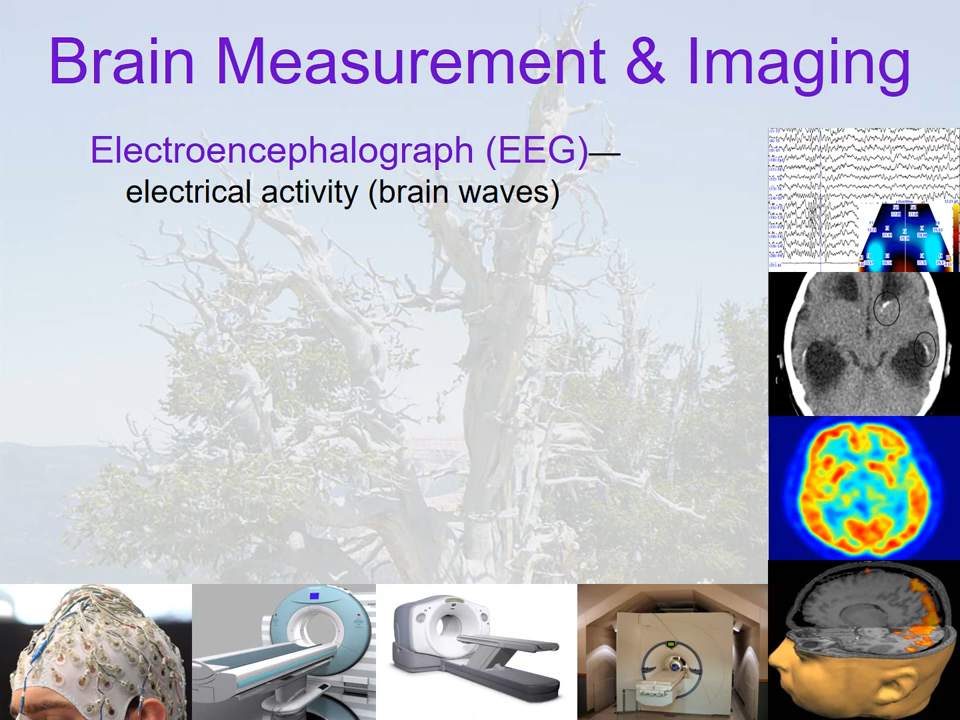 Brain Measurement & Imaging
Electroencephalograph (EEG)—
electrical activity (brain waves)